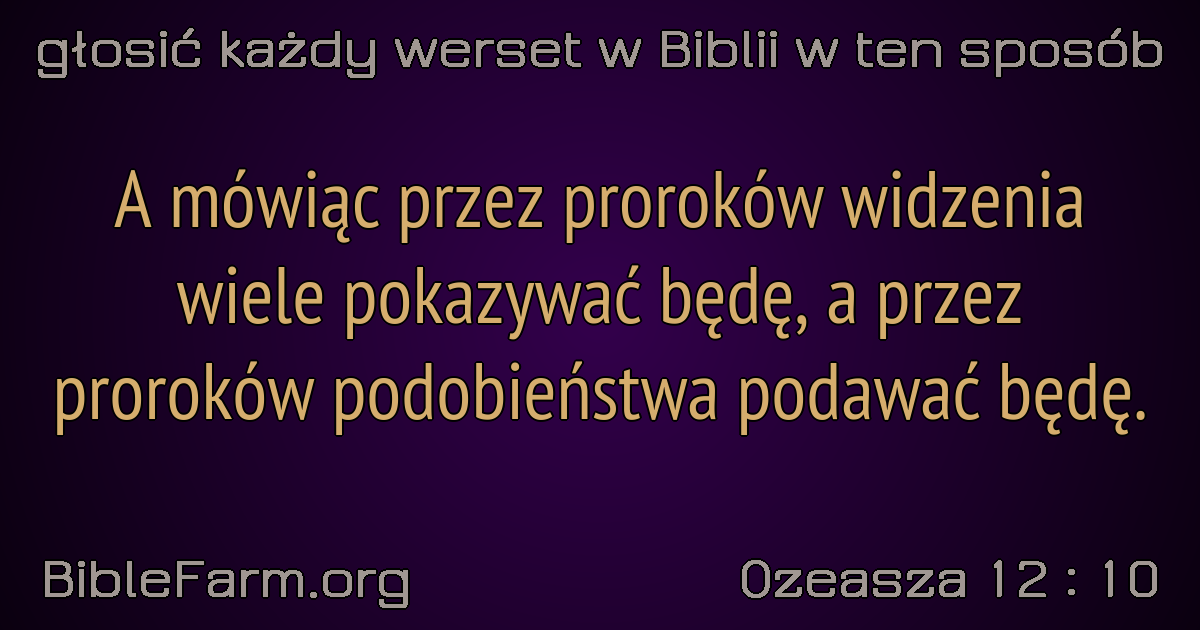 głosić każdy werset w Biblii w ten sposób
A mówiąc przez proroków widzenia
wiele pokazywać będę, a przez
proroków podobieństwa podawać będę.
BibleFarm.org
Ozeasza 12 : 10